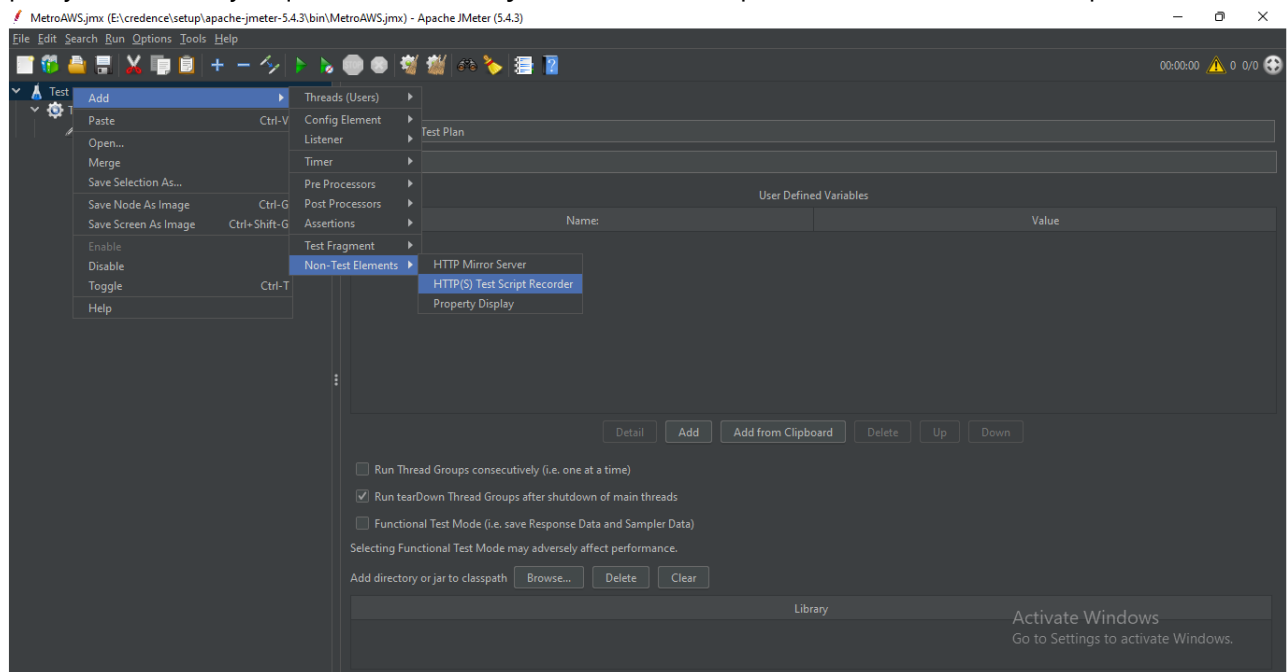 MetroAWS.jmx (E:\credence\setup\apache-jmeter-5.4.3\bin\MetroAWS.jmx) - Apache JMeter (5.4.3)
File Edit Search Run Options Tools Help
00:00:00 0 0/0
Test
Add
Paste Ctrl-V
Open...
Merge
Save Selection As...
Save Node As Image Ctrl-G
Save Screen As Image Ctrl+Shift-G
Enable
Disable
Toggle Ctrl-T
Help
Threads (Users)
Config Element
Listener
Timer
Pre Processors
Post Processors
Assertions
Test Fragment
Non-Test Elements
HTTP Mirror Server
HTTP(S) Test Script Recorder
Property Display
Test Plan
User Defined Variables
Name: Value
Detail Add Add from Clipboard Delete Up Down
Run Thread Groups consecutively (i.e. one at a time)
Run tearDown Thread Groups after shutdown of main threads
Functional Test Mode (i.e. save Response Data and Sampler Data)
Selecting Functional Test Mode may adversely affect performance.
Add directory or jar to classpath Browse... Delete Clear
Library
Activate Windows
Go to Settings to activate Windows.